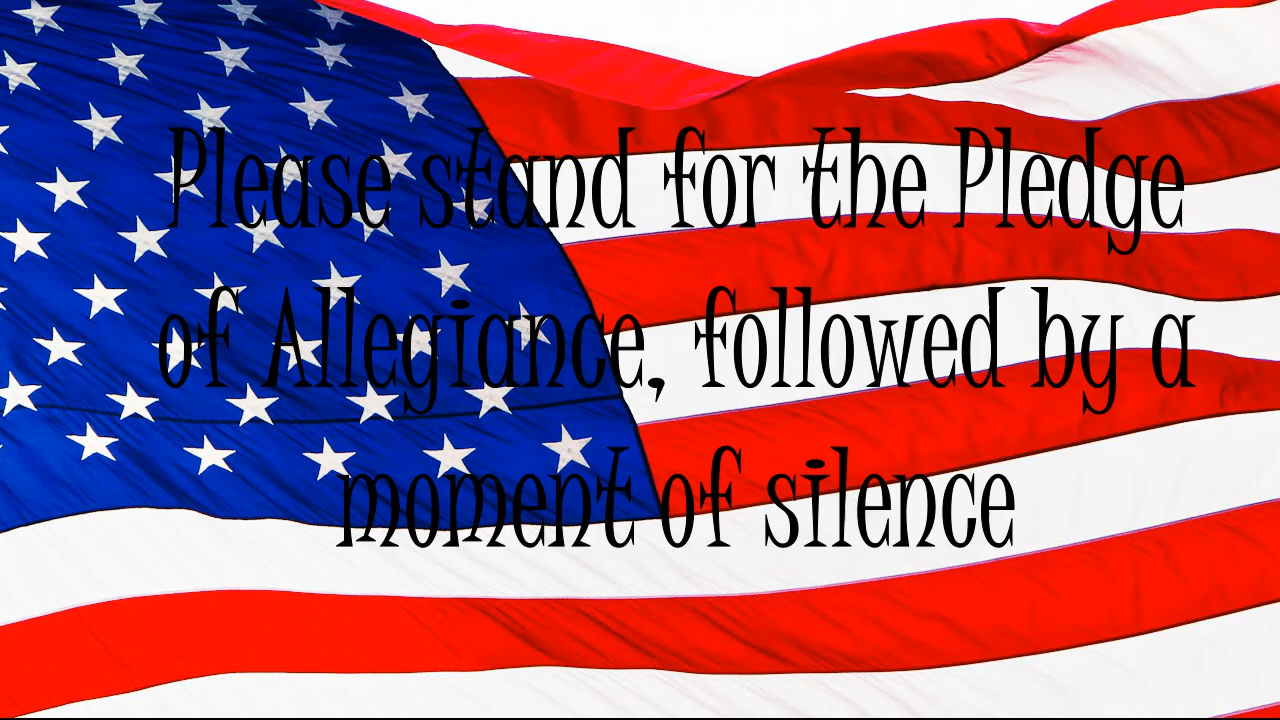 Please stand for the Pledge
of Allegiance, followed by a
moment of silence